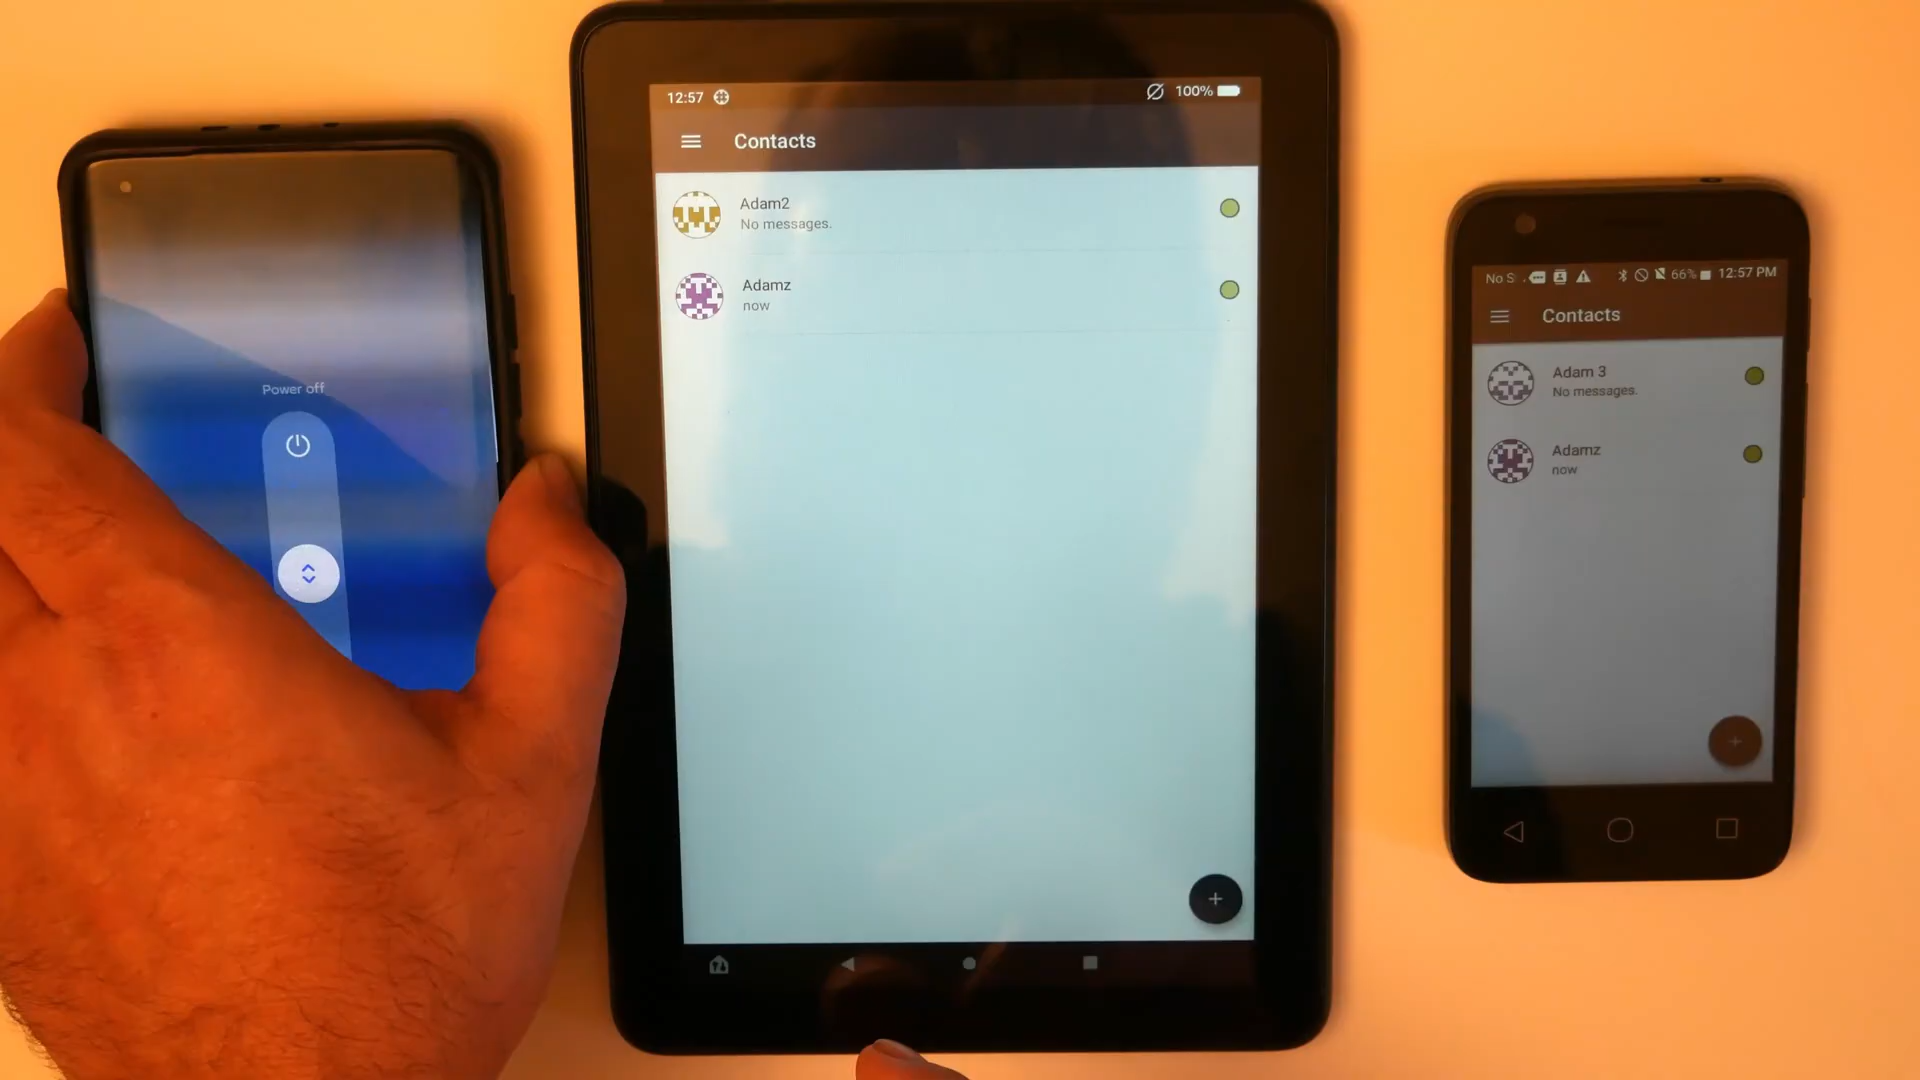 Power off
12:57
100%
Contacts
Adam2
No messages.
Adamz
now
No S
66%
12:57 PM
Contacts
Adam 3
No messages.
Adamz
now